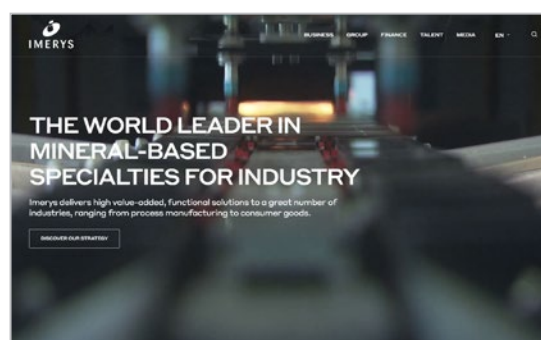 IMERYS
BUSINESS GROUP FINANCE TALENT MEDIA EN
THE WORLD LEADER IN
MINERAL-BASED
SPECIALTIES FOR INDUSTRY
Imerys delivers high value-added, functional solutions to a great number of
industries, ranging from process manufacturing to consumer goods.
DISCOVER OUR STRATEGY